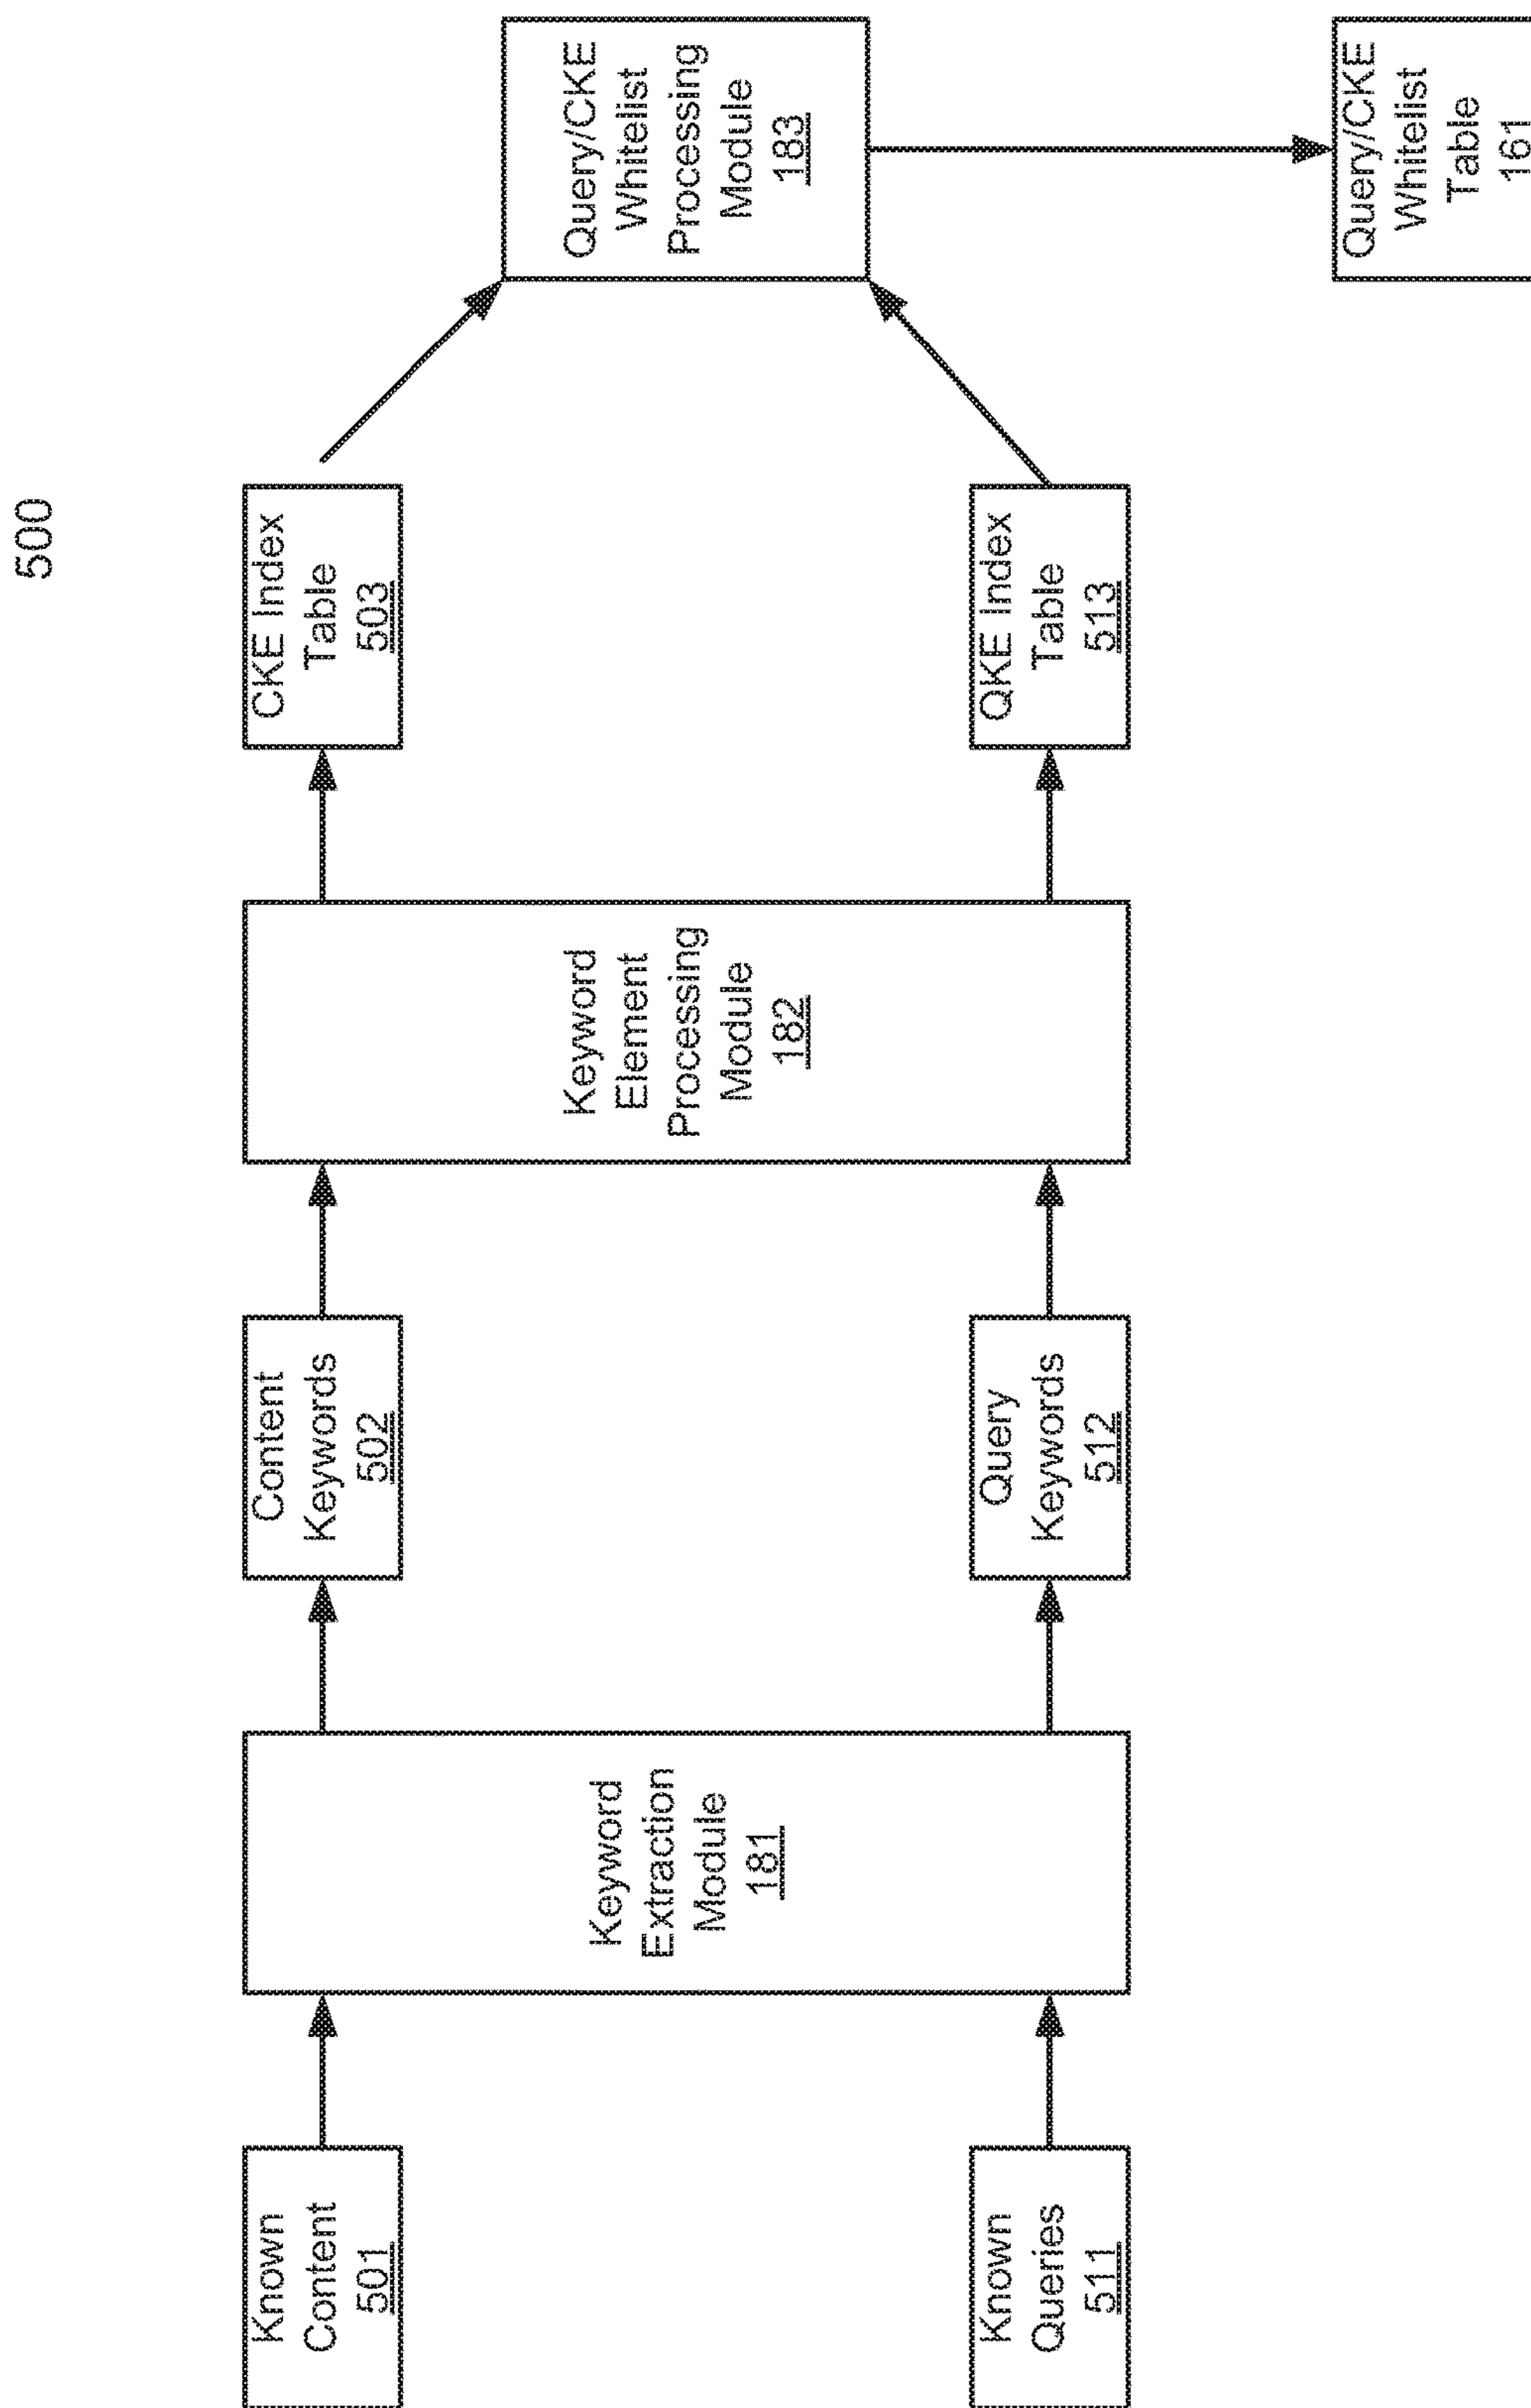 500
Known
Content
501
Keyword
Extraction
Module
181
Content
Keywords
502
Keyword
Element
Processing
Module
182
CKE Index
Table
503
Query/CKE
Whitelist
Processing
Module
183
Known
Queries
511
Query
Keywords
512
QKE Index
Table
513
Query/CKE
Whitelist
Table
161